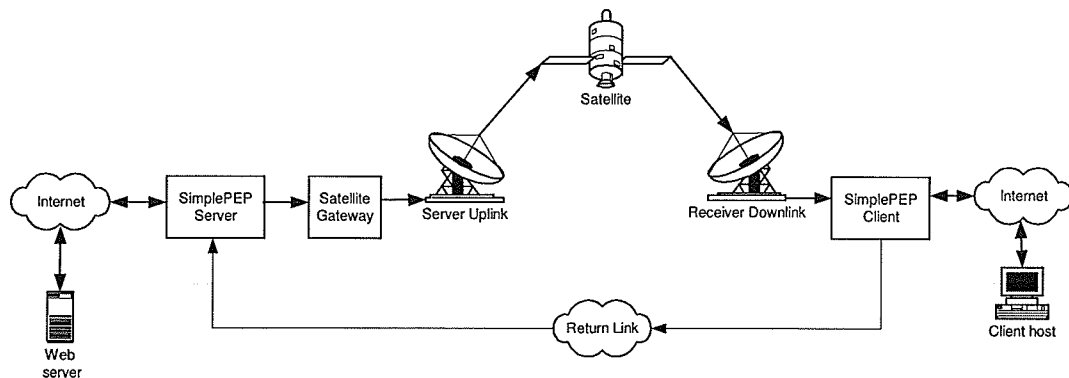 Satellite
Internet
SimplePEP
Server
Satellite
Gateway
Server Uplink
Receiver Downlink
SimplePEP
Client
Internet
Return Link
Web
server
Client host